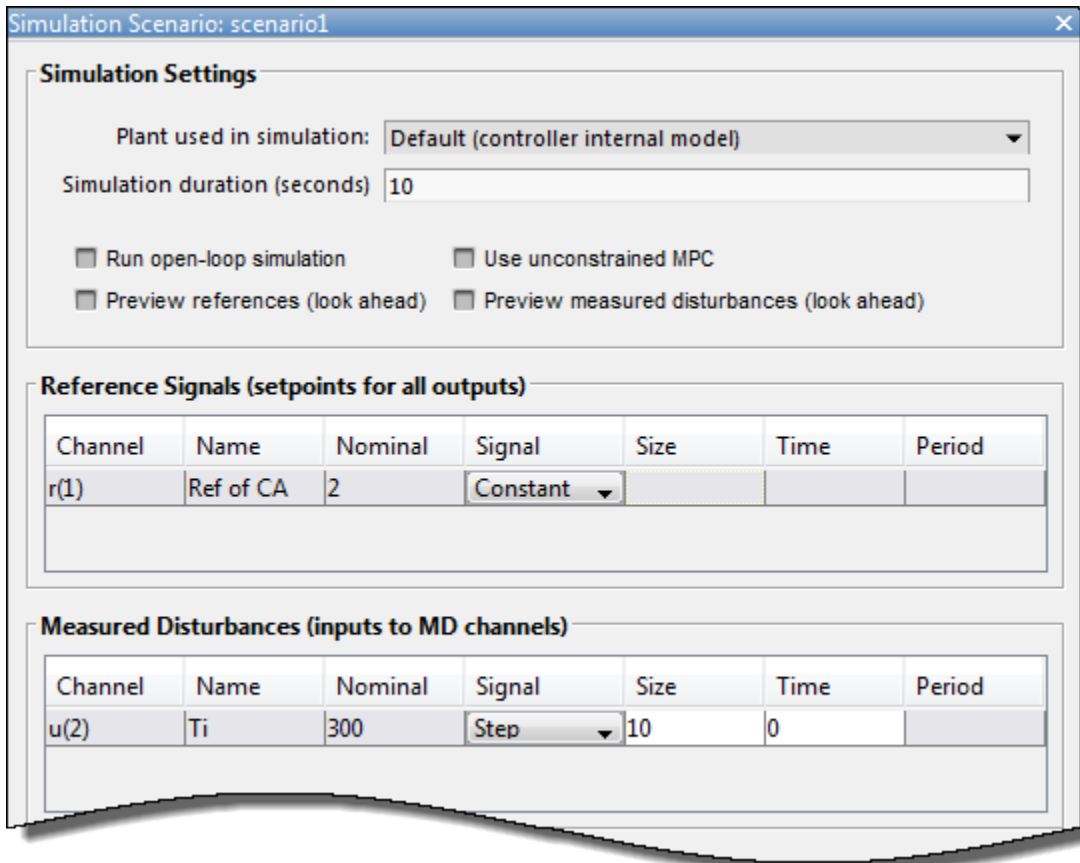 Simulation Scenario: scenario1
Simulation Settings
Plant used in simulation: Default (controller internal model)
Simulation duration (seconds) 10
Run open-loop simulation Use unconstrained MPC
Preview references (look ahead) Preview measured disturbances (look ahead)
Reference Signals (setpoints for all outputs)
Channel Name Nominal Signal Size Time Period
r(1) Ref of CA 2 Constant
Measured Disturbances (inputs to MD channels)
Channel Name Nominal Signal Size Time Period
u(2) Ti 300 Step 10 0